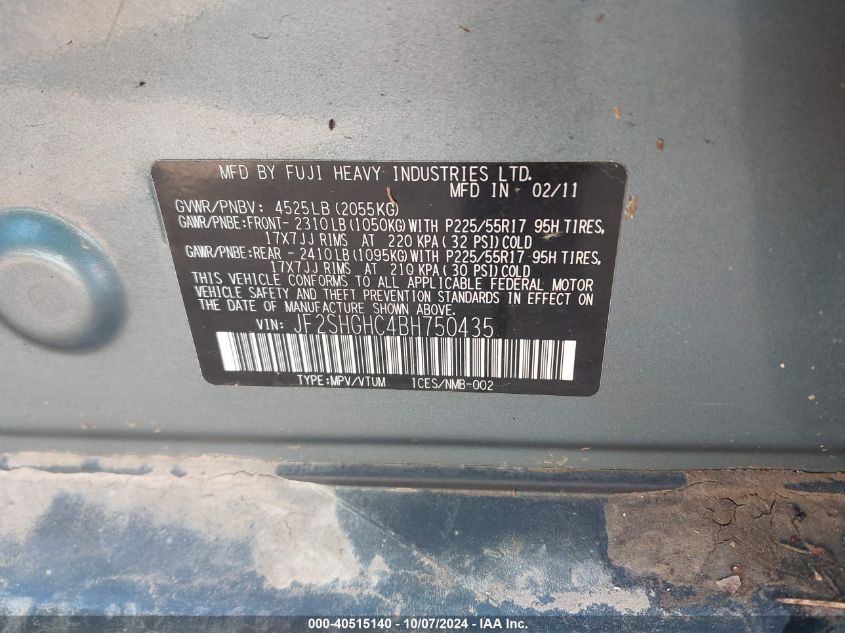 MFD BY FUJI HEAVY INDUSTRIES LTD.
MFD IN 02/11
GVWR/PNBV: 4525LB (2055KG)
GAWR/PNBE:FRONT- 2310LB(1050KG)WITH P225/55R17 95H TIRES,
17X7JJ RIMS AT 220 KPA(32 PSI)COLD
GAWR/PNBE:REAR - 2410LB(1095KG)WITH P225/55R17 95H TIRES,
17X7JJ RIMS AT 210 KPA(30 PSI)COLD
THIS VEHICLE CONFORMS TO ALL APPLICABLE FEDERAL MOTOR
VEHICLE SAFETY AND THEFT PREVENTION STANDARDS IN EFFECT ON
THE DATE OF MANUFACTURE SHOWN ABOVE.
VIN: JF2SHGHC4BH750435
TYPE:MPV/VTUM ICES/NMB-002
000-40515140 - 10/07/2024 - IAA Inc.